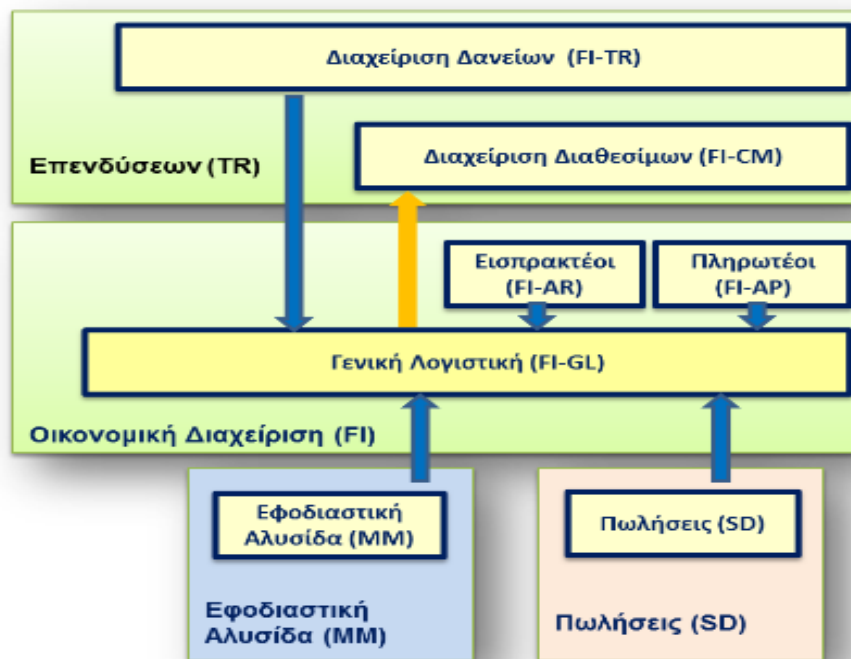 Διαχείριση Δανείων (FI-TR)
Διαχείριση Διαθεσίμων (FI-CM)
Επενδύσεων (TR)
Εισπρακτέοι
(FI-AR)
Πληρωτέοι
(FI-AP)
Γενική Λογιστική (FI-GL)
Οικονομική Διαχείριση (FI)
Εφοδιαστική
Αλυσίδα (MM)
Πωλήσεις (SD)
Εφοδιαστική
Αλυσίδα (MM)
Πωλήσεις (SD)